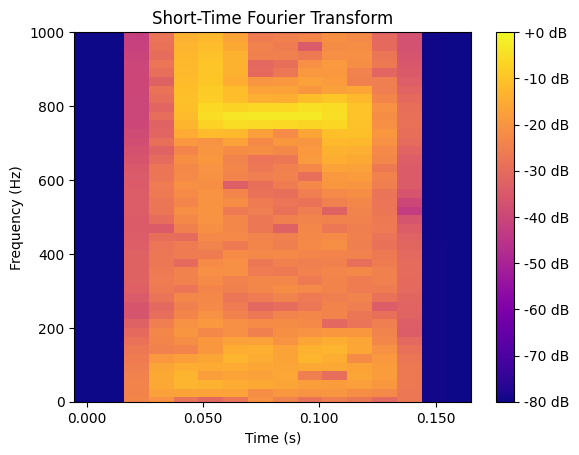 Short-Time Fourier Transform
1000
800
600
400
200
0
Frequency (Hz)
0.000
0.050
0.100
0.150
Time (s)
+0 dB
-10 dB
-20 dB
-30 dB
-40 dB
-50 dB
-60 dB
-70 dB
-80 dB